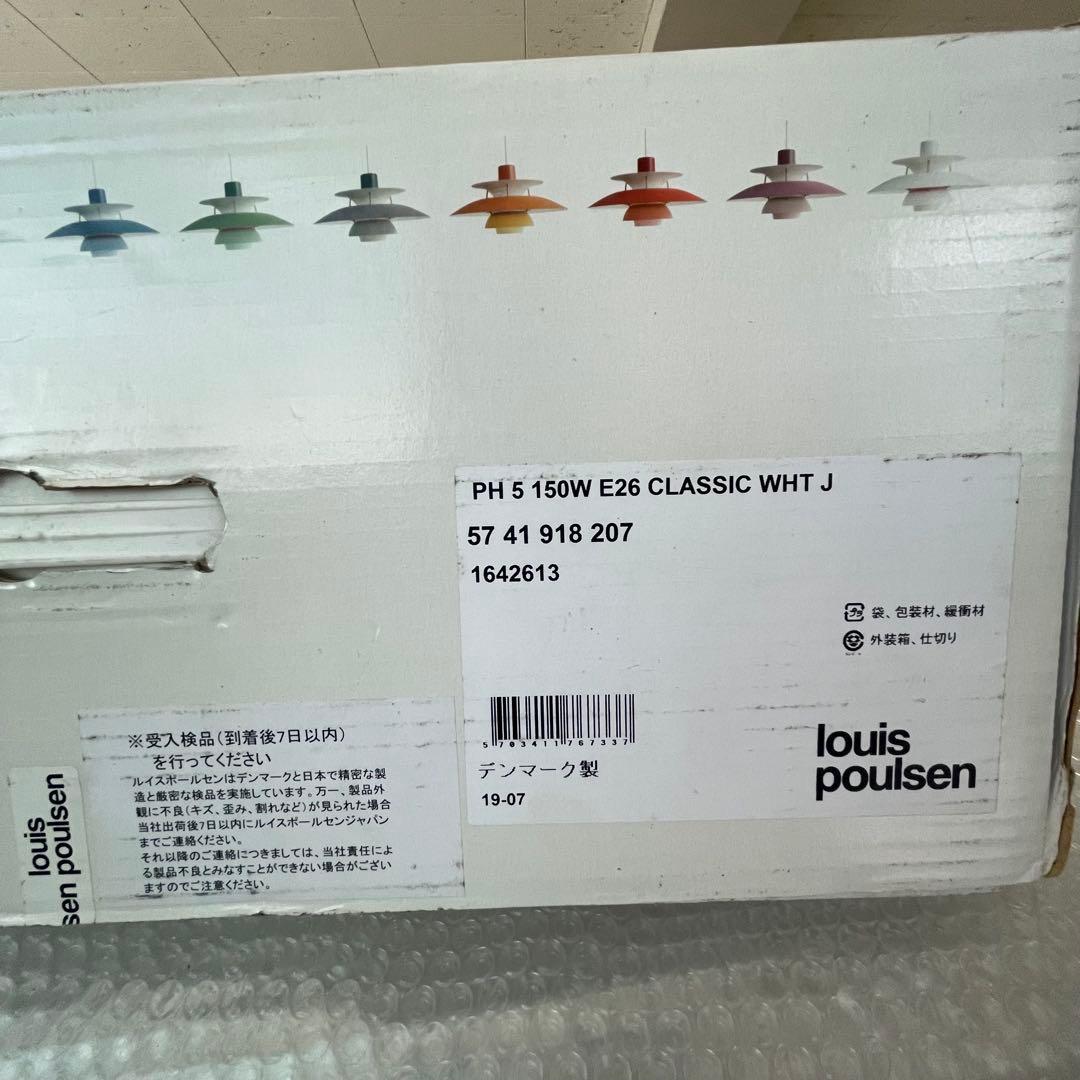 PH 5 150W E26 CLASSIC WHT J
57 41 918 207
1642613
プラ 袋、包装材、緩衝材
外装箱、仕切り
5 703411 767337
デンマーク製
19-07
louis
poulsen
※受入検品(到着後7日以内)
を行ってください
ルイスポールセンはデンマークと日本で精密な製
造と厳密な検品を実施しています。万一、製品外
観に不良(キズ、歪み、割れなど)が見られた場合
当社出荷後7日以内にルイスポールセンジャパン
までご連絡ください。
それ以降のご連絡につきましては、当社責任によ
る製品不良とみなすことができない場合がござい
ますのでご注意ください。
louis
sen poulsen